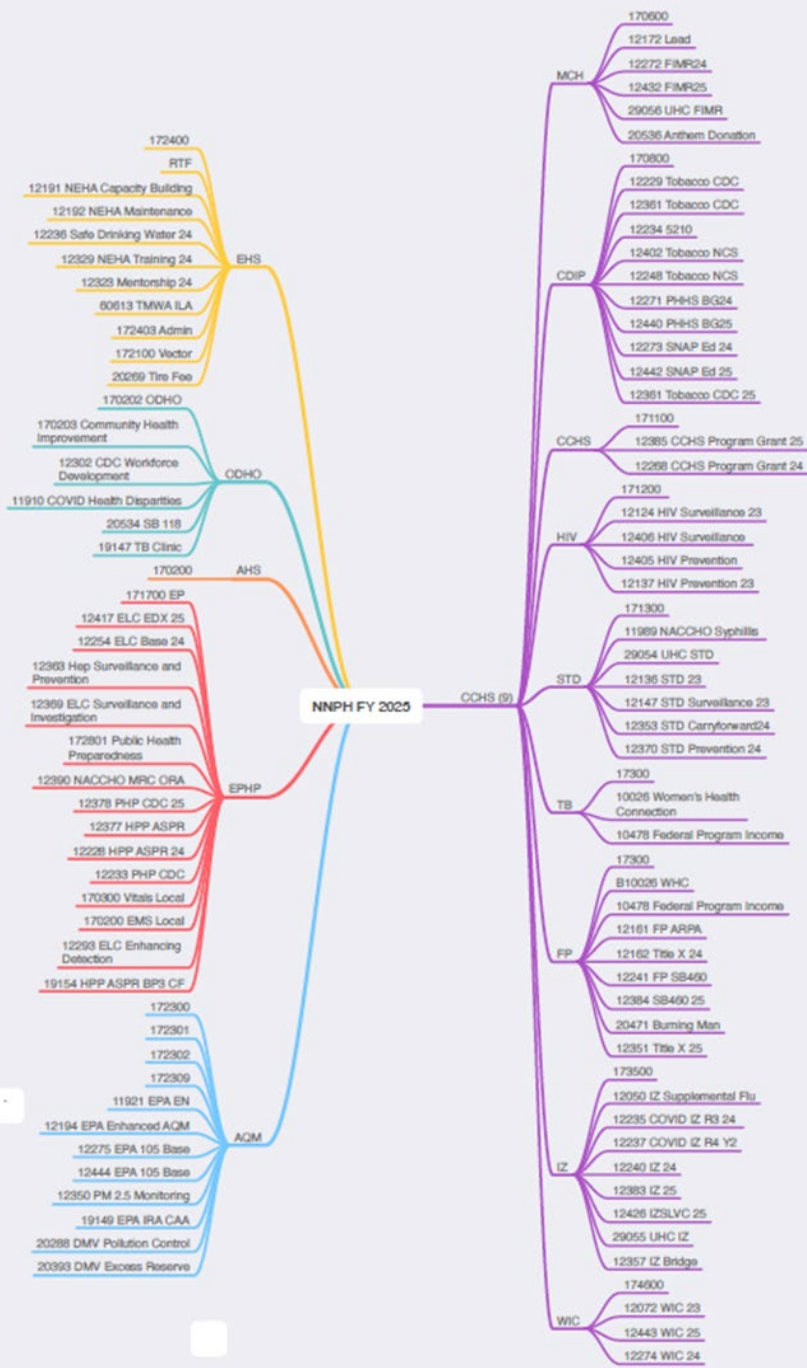 NNPH FY 2025
EHS
172400
RTF
12191 NEHA Capacity Building
12192 NEHA Maintenance
12236 Safe Drinking Water 24
12329 NEHA Training 24
12323 Mentorship 24
60613 TMWA ILA
172403 Admin
172100 Vector
20269 Tire Fee
ODHO
170202 ODHO
170203 Community Health
Improvement
12302 CDC Workforce
Development
11910 COVID Health Disparities
20534 SB 118
19147 TB Clinic
AHS
170200
EPHP
171700 EP
12417 ELC EDX 25
12254 ELC Base 24
12363 Hep Surveillance and
Prevention
12369 ELC Surveillance and
Investigation
172801 Public Health
Preparedness
12390 NACCHO MRC ORA
12378 PHP CDC 25
12377 HPP ASPR
12228 HPP ASPR 24
12233 PHP CDC
170300 Vitals Local
170200 EMS Local
12293 ELC Enhancing
Detection
19154 HPP ASPR BP3 CF
AQM
172300
172301
172302
172309
11921 EPA EN
12194 EPA Enhanced AQM
12275 EPA 105 Base
12444 EPA 105 Base
12350 PM 2.5 Monitoring
19149 EPA IRA CAA
20288 DMV Pollution Control
20393 DMV Excess Reserve
CCHS (9)
MCH
170600
12172 Lead
12272 FIMR24
12432 FIMR25
29056 UHC FIMR
20536 Anthem Donation
CDIP
170800
12229 Tobacco CDC
12361 Tobacco CDC
12234 5210
12402 Tobacco NCS
12248 Tobacco NCS
12271 PHHS BG24
12440 PHHS BG25
12273 SNAP Ed 24
12442 SNAP Ed 25
12361 Tobacco CDC 25
CCHS
171100
12385 CCHS Program Grant 25
12268 CCHS Program Grant 24
HIV
171200
12124 HIV Surveillance 23
12406 HIV Surveillance
12405 HIV Prevention
12137 HIV Prevention 23
STD
171300
11989 NACCHO Syphillis
29054 UHC STD
12136 STD 23
12147 STD Surveillance 23
12353 STD Carryforward24
12370 STD Prevention 24
TB
17300
10026 Women's Health
Connection
10478 Federal Program Income
FP
17300
B10026 WHC
10478 Federal Program Income
12161 FP ARPA
12162 Title X 24
12241 FP SB460
12384 SB460 25
20471 Burning Man
12351 Title X 25
IZ
173500
12050 IZ Supplemental Flu
12235 COVID IZ R3 24
12237 COVID IZ R4 Y2
12240 IZ 24
12383 IZ 25
12426 IZSLVC 25
29055 UHC IZ
12357 IZ Bridge
WIC
174600
12072 WIC 23
12443 WIC 25
12274 WIC 24